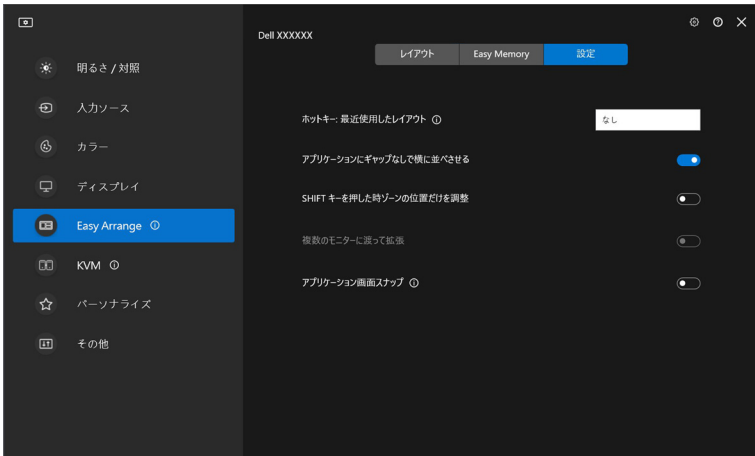 Dell XXXXXX
レイアウト
Easy Memory
設定
明るさ / 対照
入力ソース
カラー
ディスプレイ
Easy Arrange
KVM
パーソナライズ
その他
ホットキー: 最近使用したレイアウト
なし
アプリケーションにギャップなしで横に並べさせる
SHIFT キーを押した時ゾーンの位置だけを調整
複数のモニターに渡って拡張
アプリケーション画面スナップ